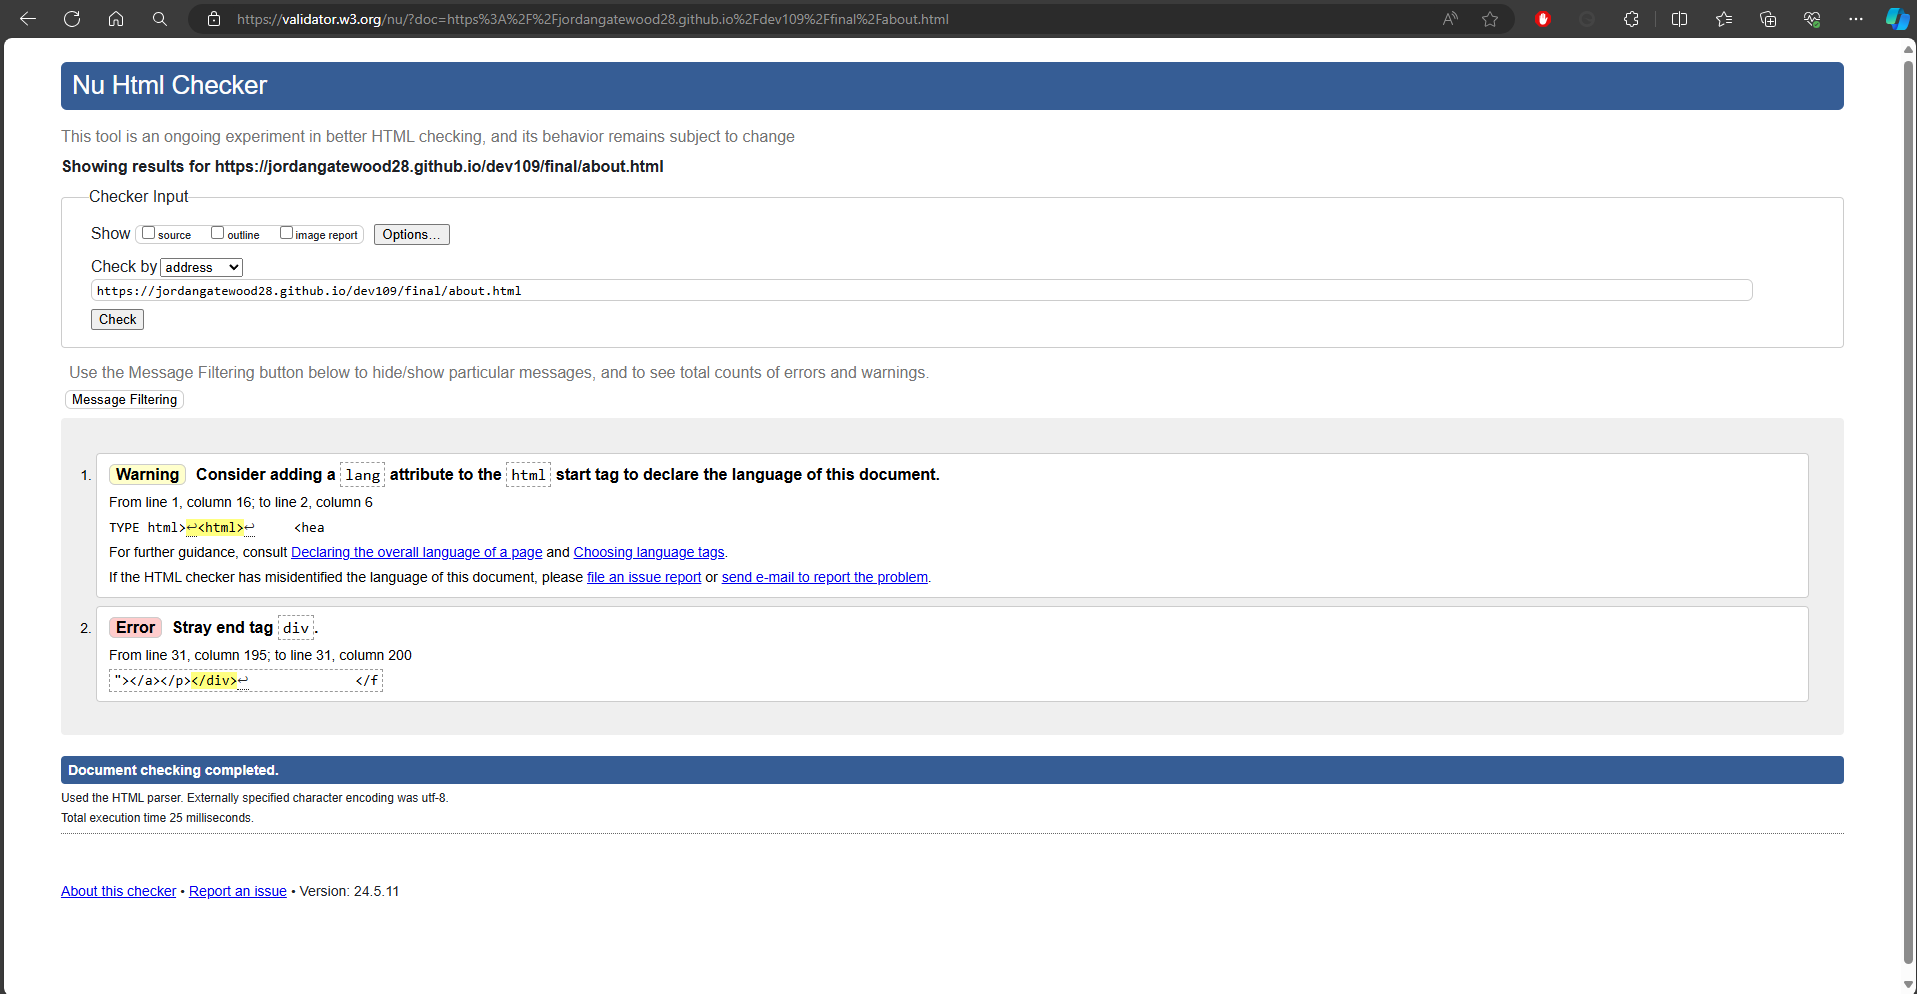 https://validator.w3.org/nu/?doc=https%3A%2F%2Fjordangatewood28.github.io%2Fdev109%2Ffinal%2Fabout.html
Nu Html Checker
This tool is an ongoing experiment in better HTML checking, and its behavior remains subject to change
Showing results for https://jordangatewood28.github.io/dev109/final/about.html
Checker Input
Show source outline image report Options...
Check by address
https://jordangatewood28.github.io/dev109/final/about.html
Check
Use the Message Filtering button below to hide/show particular messages, and to see total counts of errors and warnings.
Message Filtering
1. Warning Consider adding a lang attribute to the html start tag to declare the language of this document.
From line 1, column 16; to line 2, column 6
TYPE html>↩<html>↩ <hea
For further guidance, consult Declaring the overall language of a page and Choosing language tags.
If the HTML checker has misidentified the language of this document, please file an issue report or send e-mail to report the problem.
2. Error Stray end tag div.
From line 31, column 195; to line 31, column 200
"></a></p></div>↩ </f
Document checking completed.
Used the HTML parser. Externally specified character encoding was utf-8.
Total execution time 25 milliseconds.
About this checker • Report an issue • Version: 24.5.11